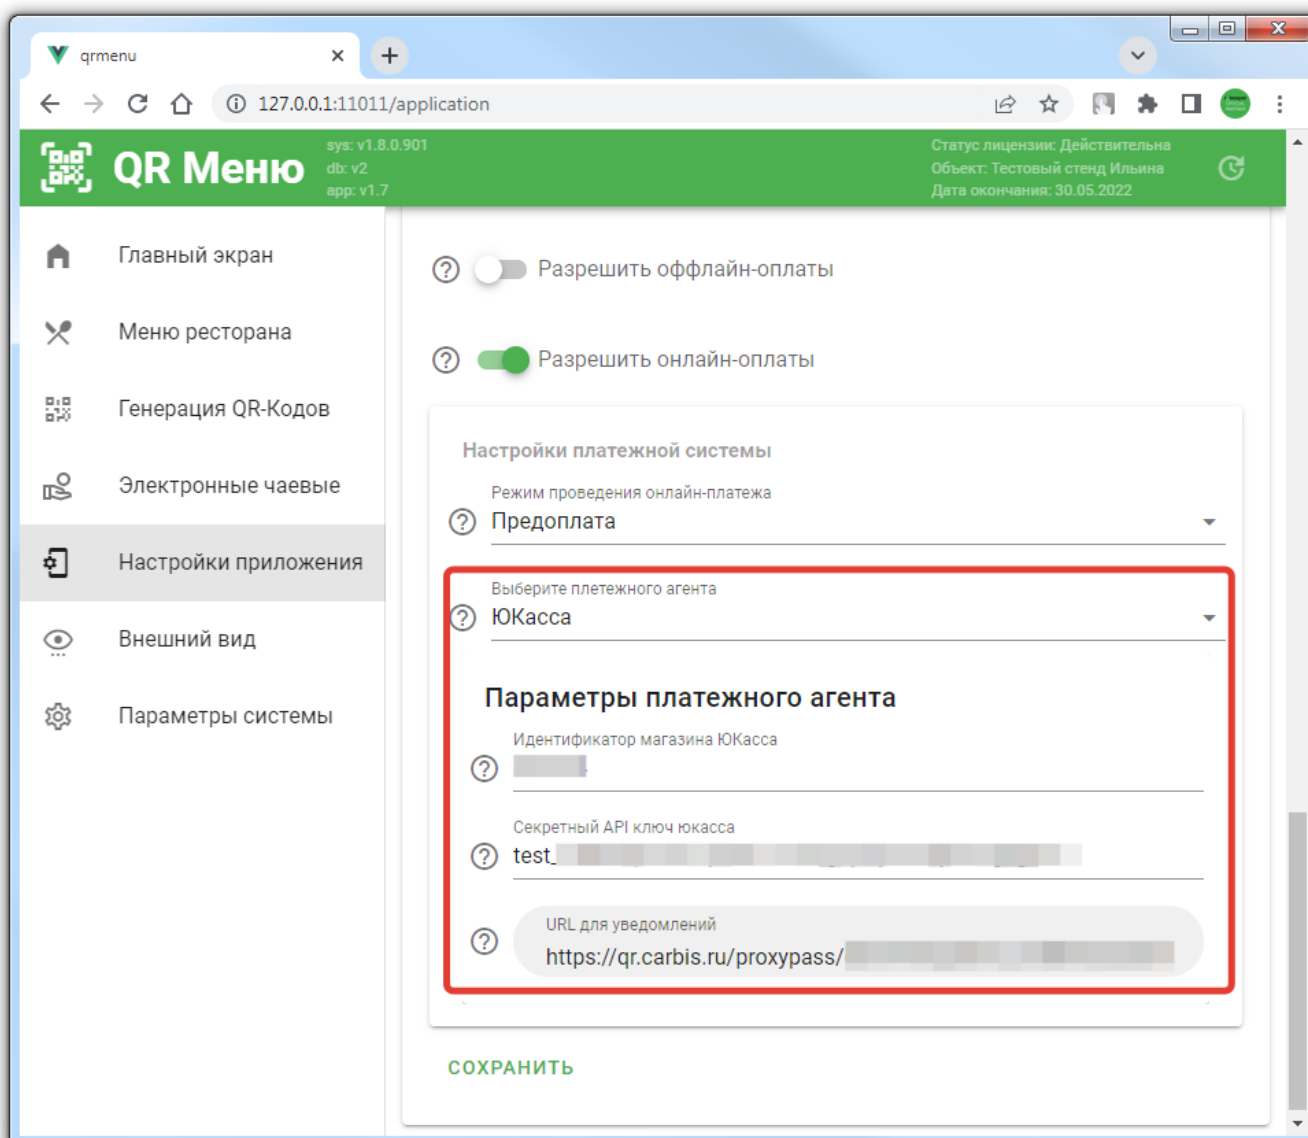 qrmenu
127.0.0.1:11011/application
QR Меню
sys: v1.8.0.901
db: v2
app: v1.7
Статус лицензии: Действительна
Объект: Тестовый стенд Ильина
Дата окончания: 30.05.2022
Главный экран
Меню ресторана
Генерация QR-Кодов
Электронные чаевые
Настройки приложения
Внешний вид
Параметры системы
Разрешить оффлайн-оплаты
Разрешить онлайн-оплаты
Настройки платежной системы
Режим проведения онлайн-платежа
Предоплата
Выберите плетежного агента
ЮКасса
Параметры платежного агента
Идентификатор магазина ЮКасса
Секретный API ключ юкасса
test_
URL для уведомлений
https://qr.carbis.ru/proxypass/
СОХРАНИТЬ